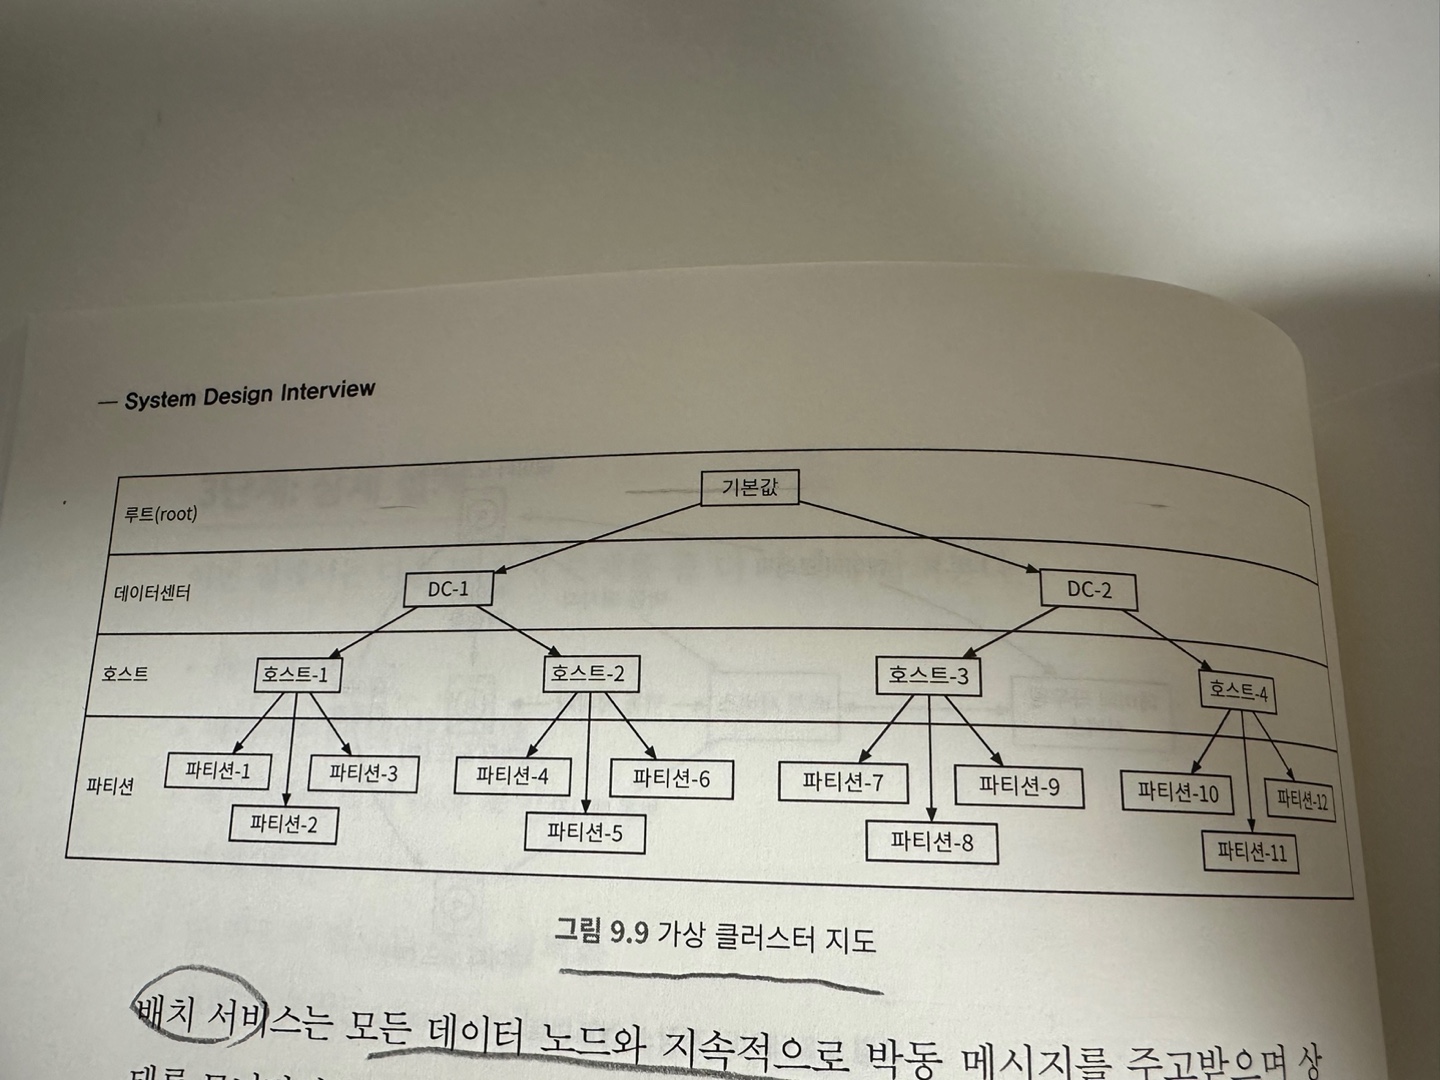 — System Design Interview
루트(root)
기본값
데이터센터
DC-1
DC-2
호스트
호스트-1
호스트-2
호스트-3
호스트-4
파티션
파티션-1
파티션-2
파티션-3
파티션-4
파티션-5
파티션-6
파티션-7
파티션-8
파티션-9
파티션-10
파티션-11
파티션-12
그림 9.9 가상 클러스터 지도
배치 서비스는 모든 데이터 노드와 지속적으로 박동 메시지를 주고받으며 상